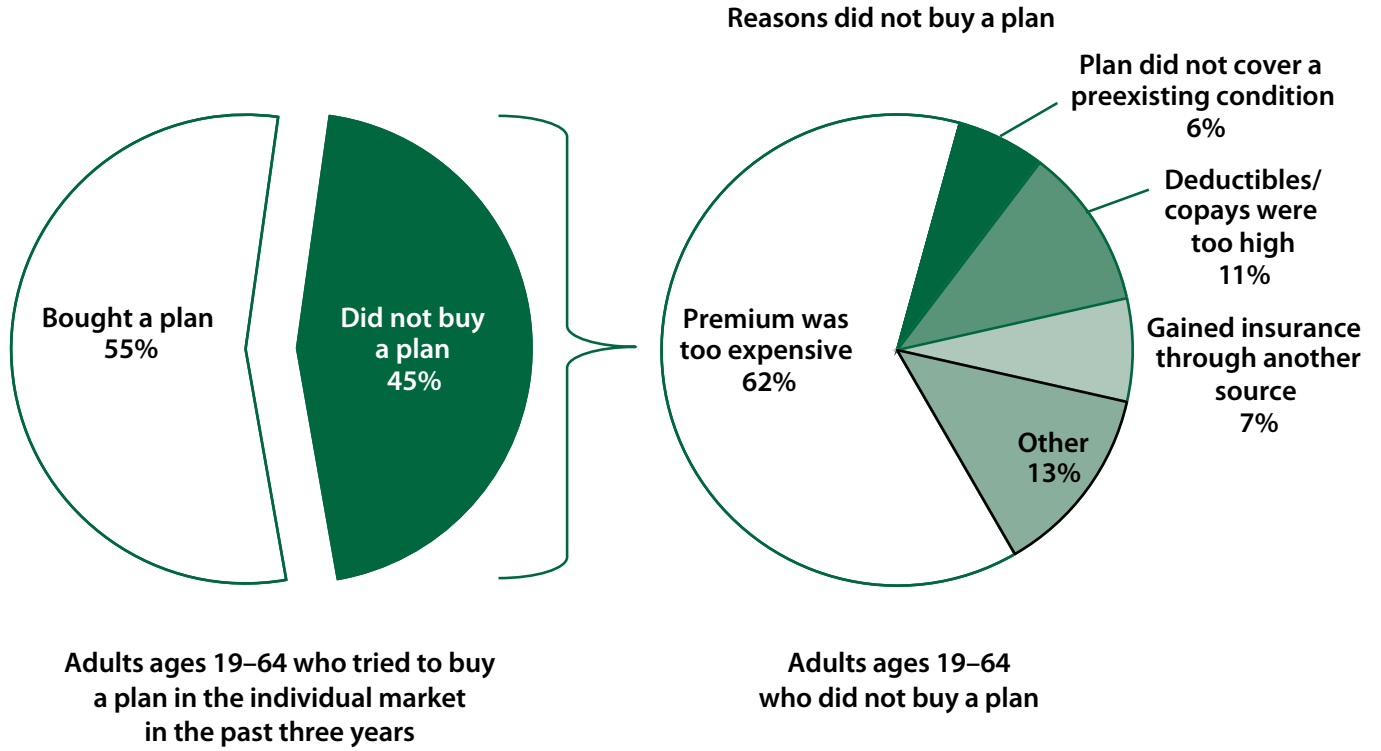 Reasons did not buy a plan
Plan did not cover a
preexisting condition
6%
Deductibles/
copays were
too high
11%
Bought a plan
55%
Did not buy
a plan
45%
Premium was
too expensive
62%
Gained insurance
through another
source
7%
Other
13%
Adults ages 19–64 who tried to buy
a plan in the individual market
in the past three years
Adults ages 19–64
who did not buy a plan